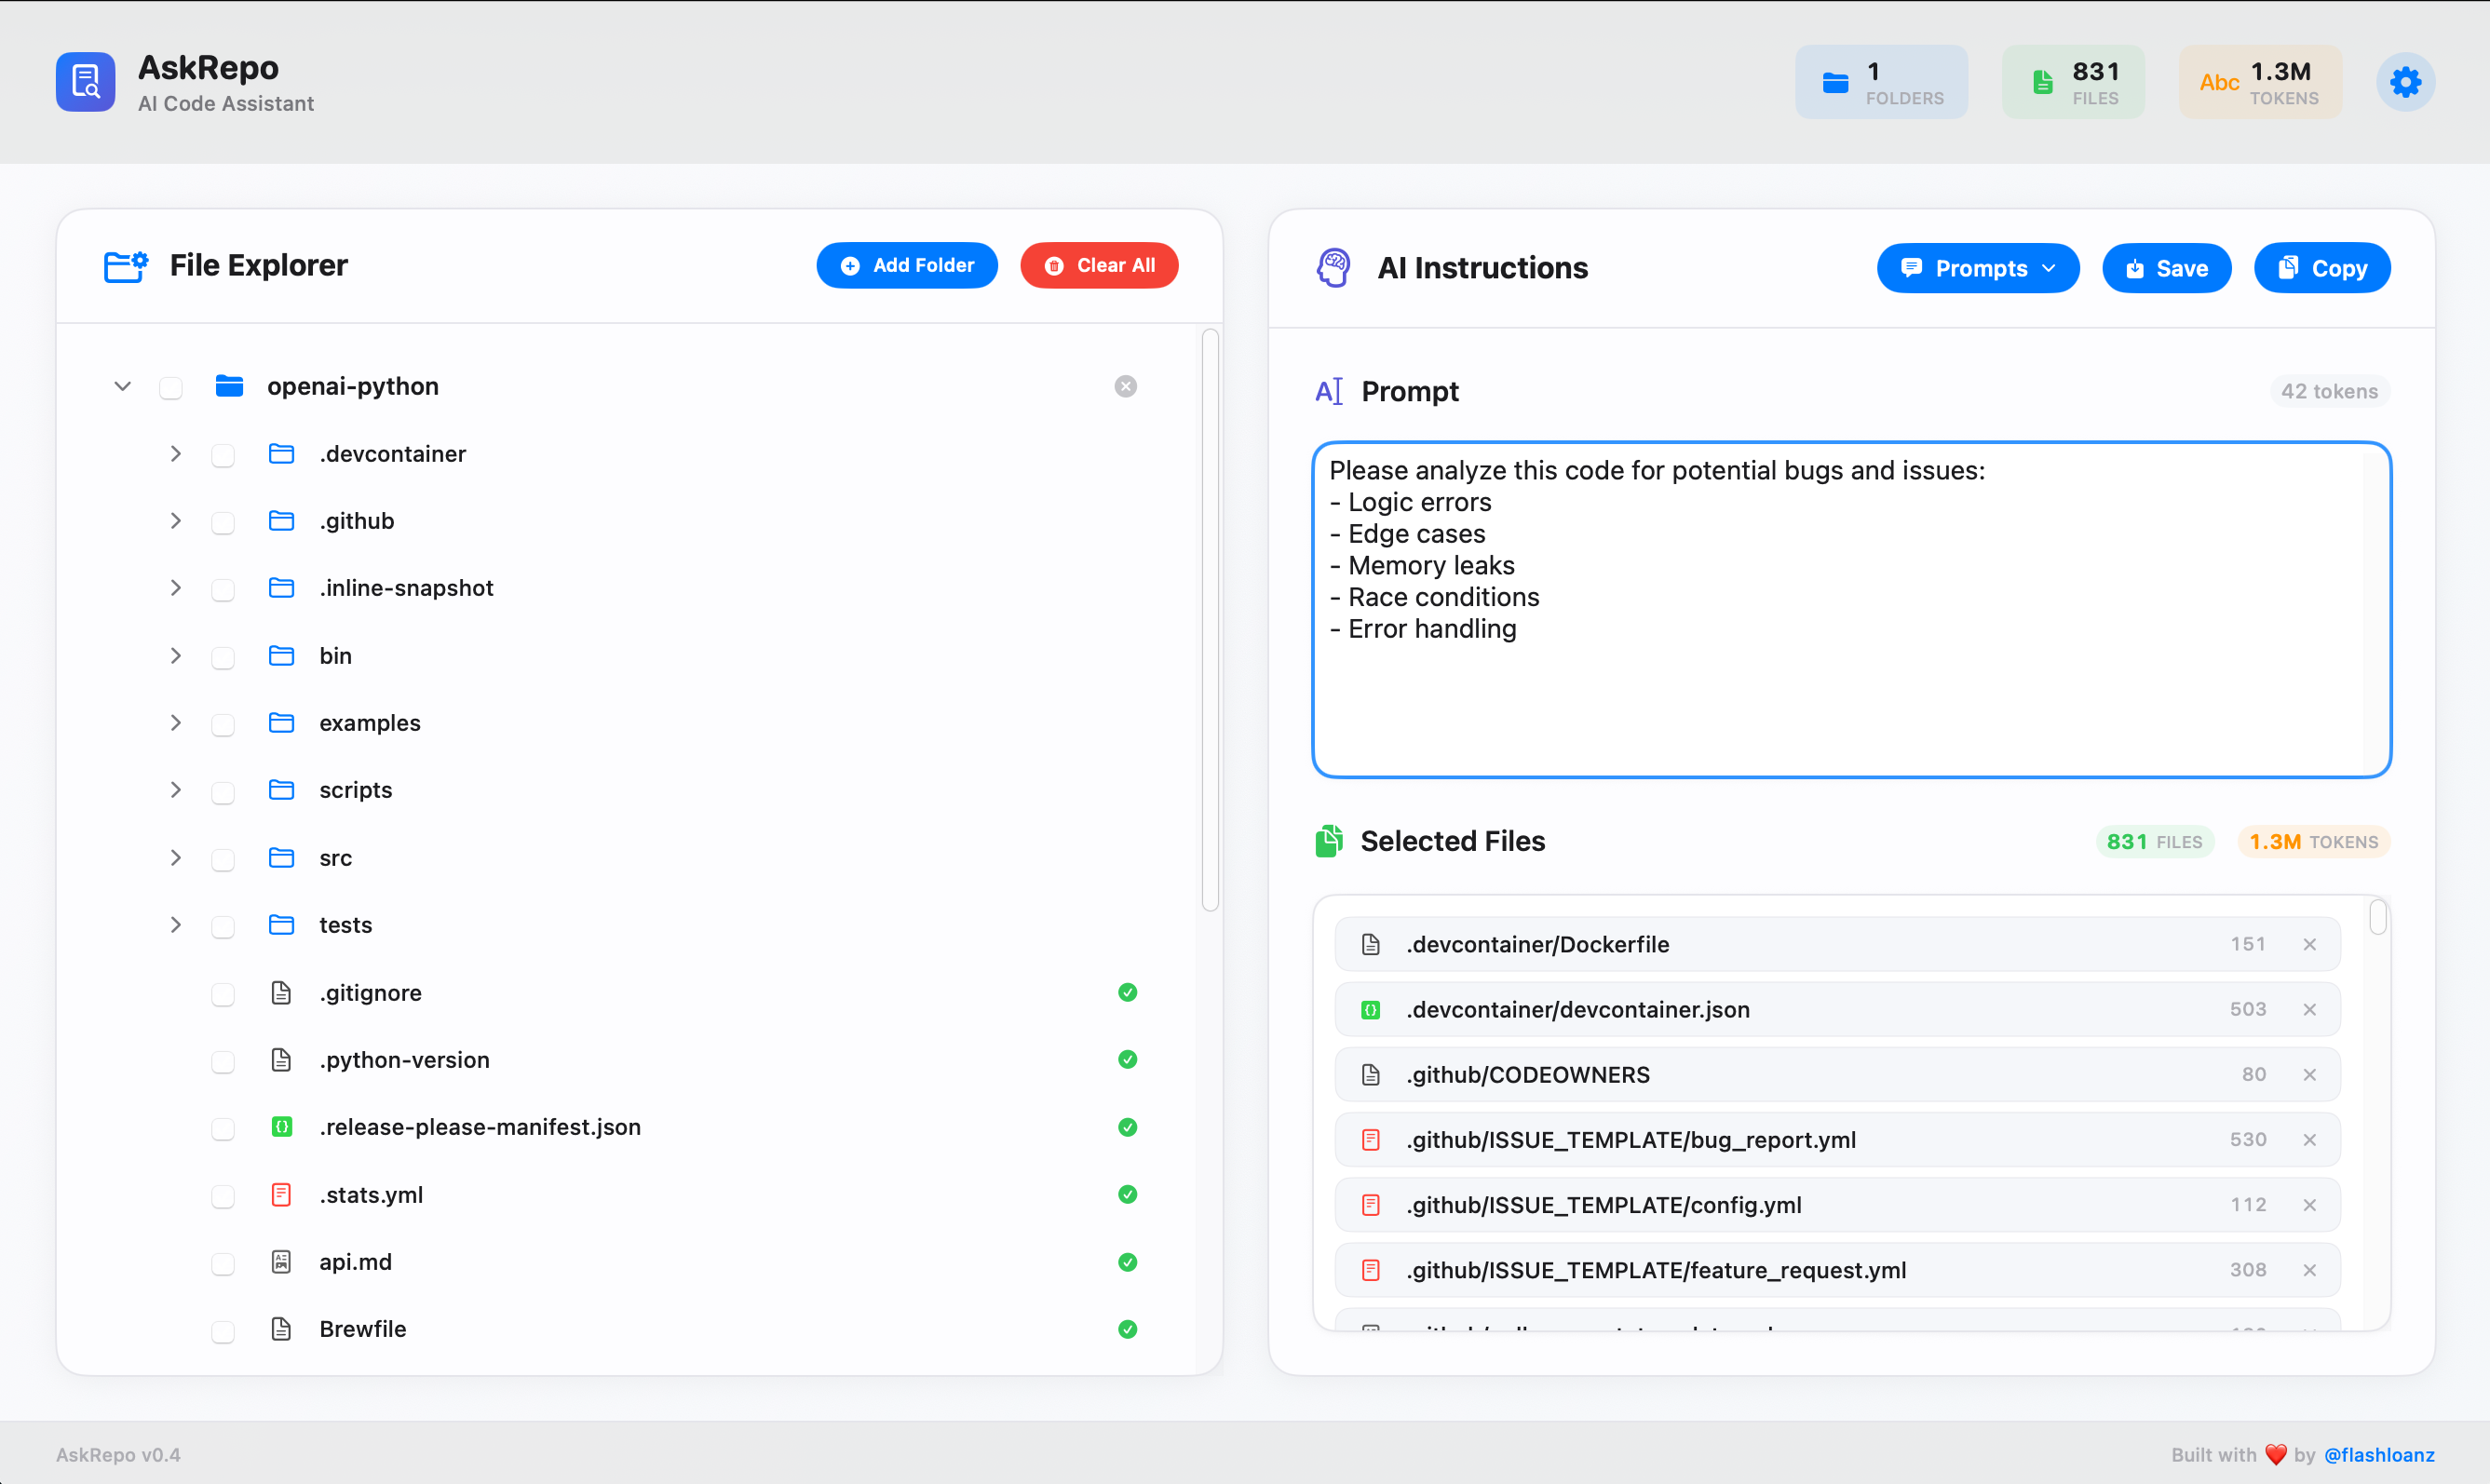 AskRepo
AI Code Assistant
1
FOLDERS
831
FILES
Abc
1.3M
TOKENS
File Explorer
Add Folder
Clear All
openai-python
.devcontainer
.github
.inline-snapshot
bin
examples
scripts
src
tests
.gitignore
.python-version
.release-please-manifest.json
.stats.yml
api.md
Brewfile
AI Instructions
Prompts
Save
Copy
Prompt
42 tokens
Please analyze this code for potential bugs and issues:
- Logic errors
- Edge cases
- Memory leaks
- Race conditions
- Error handling
Selected Files
831 FILES
1.3M TOKENS
.devcontainer/Dockerfile 151
.devcontainer/devcontainer.json 503
.github/CODEOWNERS 80
.github/ISSUE_TEMPLATE/bug_report.yml 530
.github/ISSUE_TEMPLATE/config.yml 112
.github/ISSUE_TEMPLATE/feature_request.yml 308
AskRepo v0.4
Built with ❤️ by @flashloanz